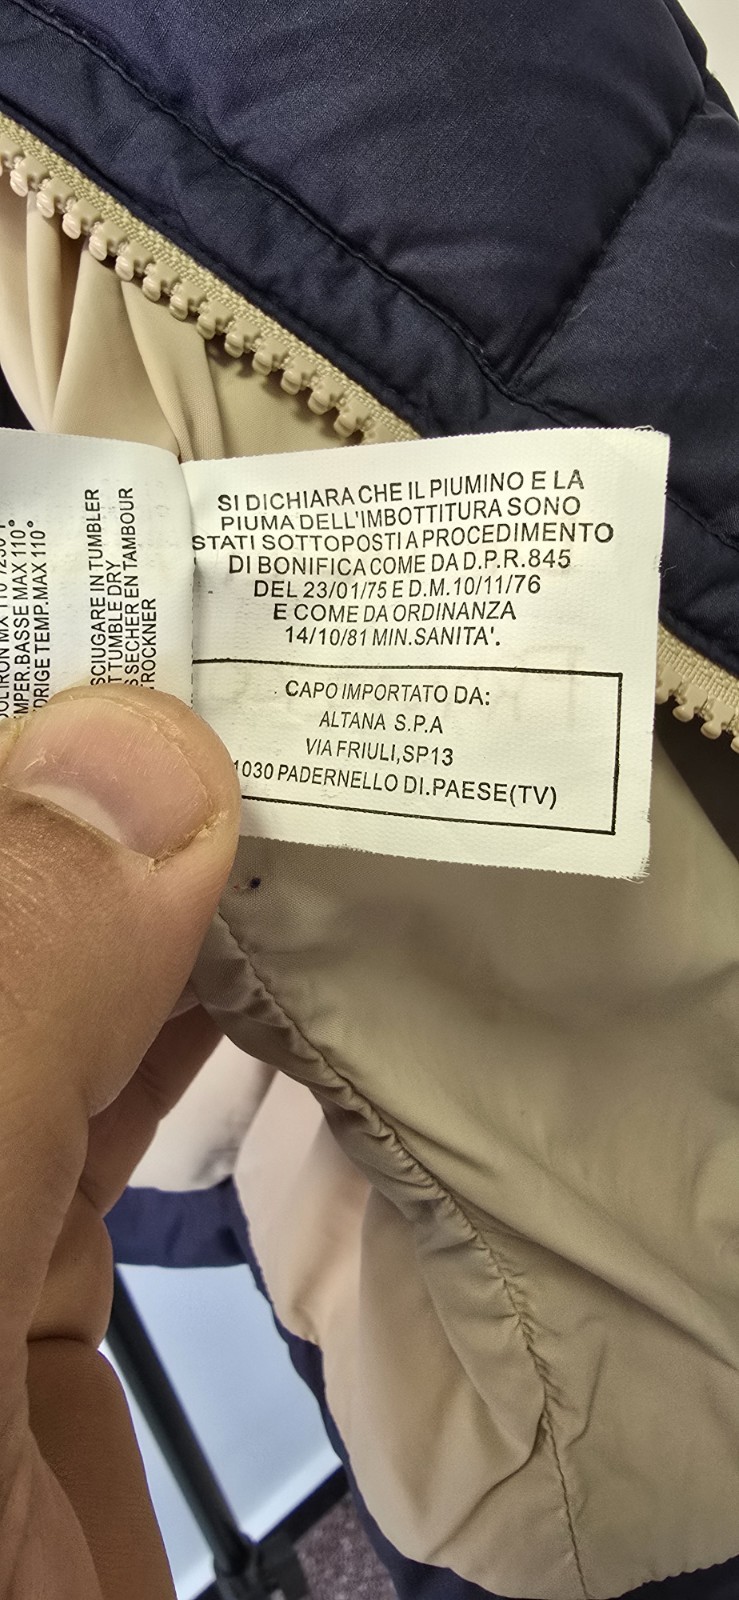 SI DICHIARA CHE IL PIUMINO E LA
PIUMA DELL'IMBOTTITURA SONO
STATI SOTTOPOSTI A PROCEDIMENTO
DI BONIFICA COME DA D.P.R.845
DEL 23/01/75 E D.M.10/11/76
E COME DA ORDINANZA
14/10/81 MIN.SANITA'.
CAPO IMPORTATO DA:
ALTANA S.P.A
VIA FRIULI,SP13
1030 PADERNELLO DI.PAESE(TV)
MPER.BASSE MAX 110°
DRIGE TEMP.MAX 110°
SCIUGARE IN TUMBLER
T TUMBLE DRY
S SECHER EN TAMBOUR
TROCKNER